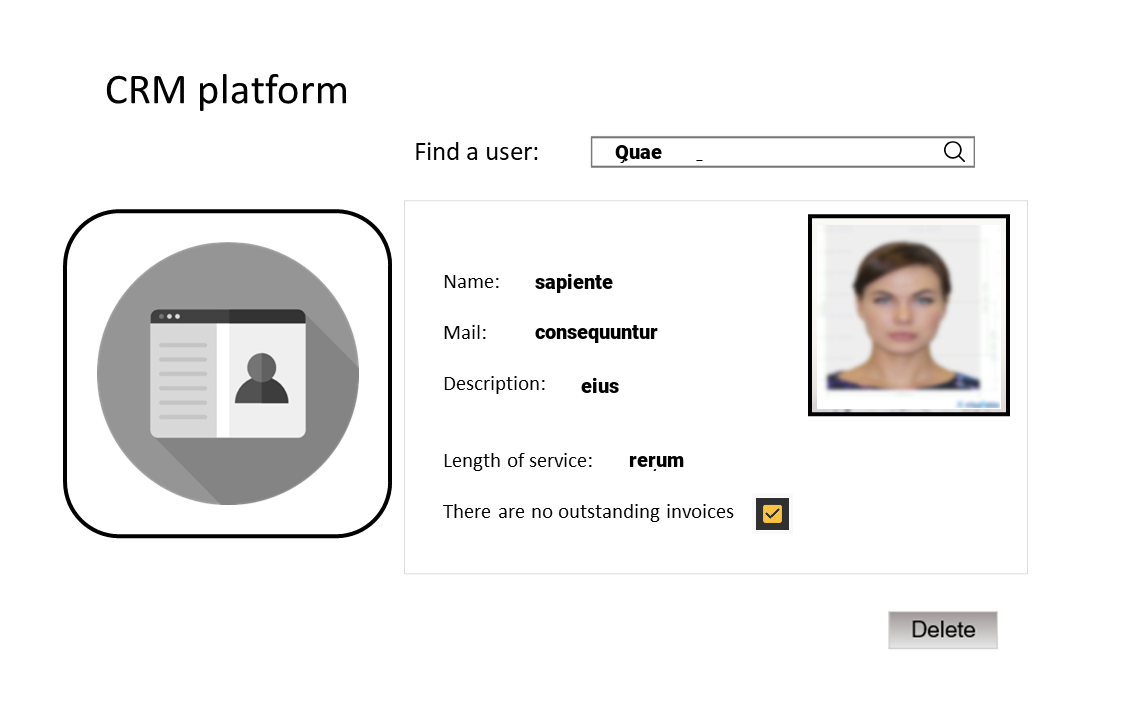 CRM platform
Find a user: Quae _
Name: sapiente
Mail: consequuntur
Description: eius
Length of service: rerum
There are no outstanding invoices
Delete